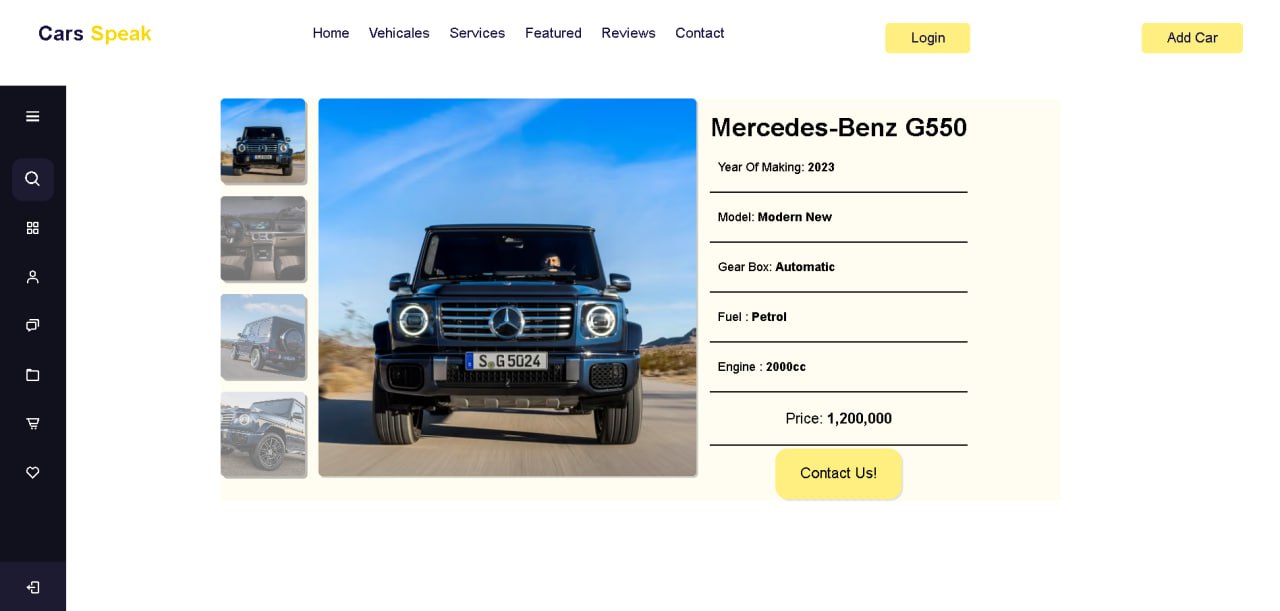 Cars Speak
Home Vehicales Services Featured Reviews Contact
Login
Add Car
Mercedes-Benz G550
Year Of Making: 2023
Model: Modern New
Gear Box: Automatic
Fuel : Petrol
Engine : 2000cc
Price: 1,200,000
Contact Us!
S G 5024